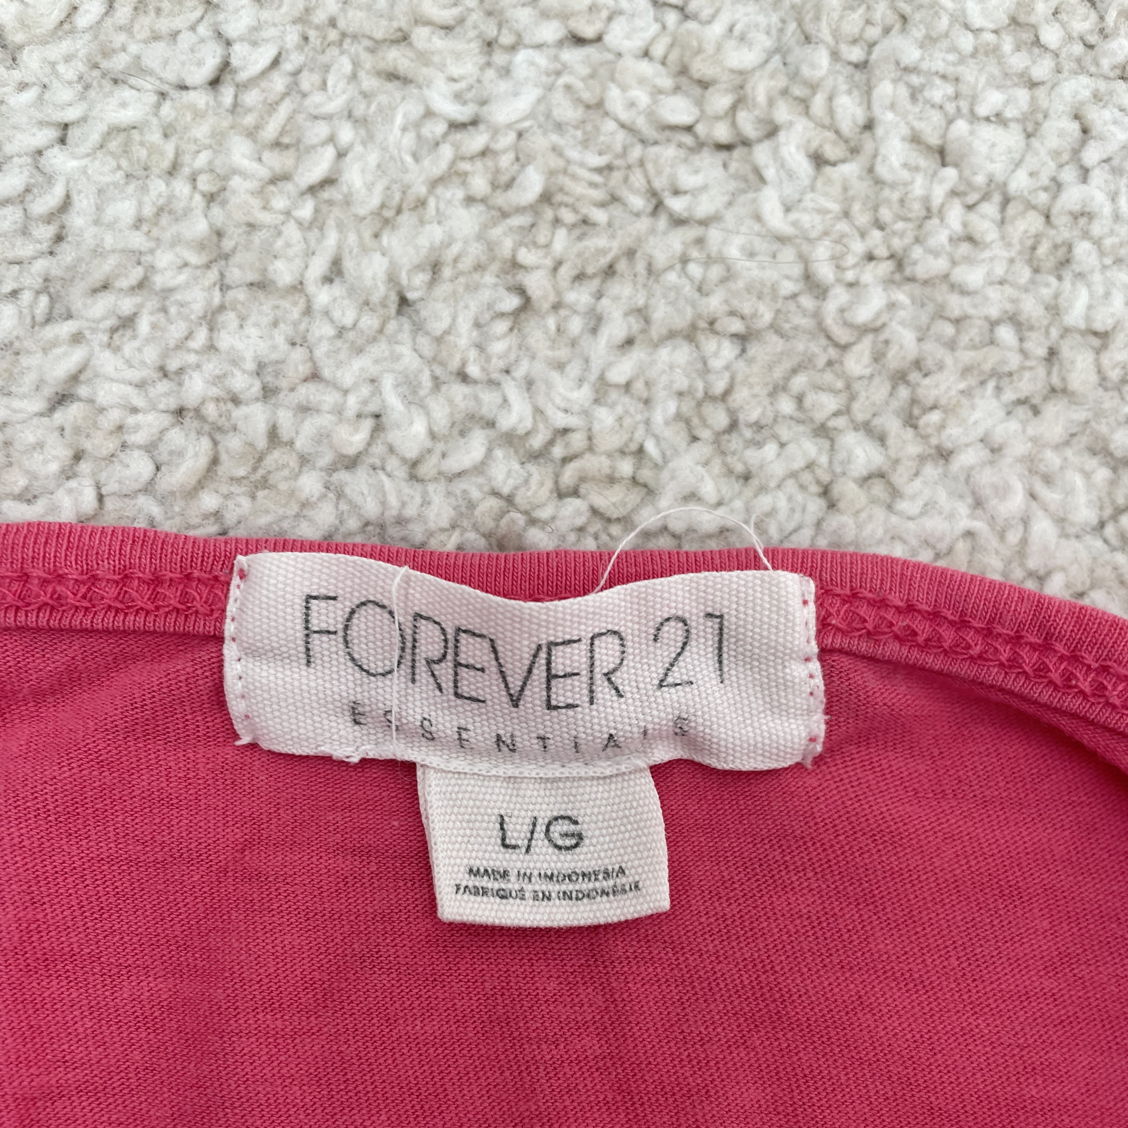 FOREVER 21
ESSENTIALS
L/G
MADE IN INDONESIA
FABRIQUÉ EN INDONÉSIE